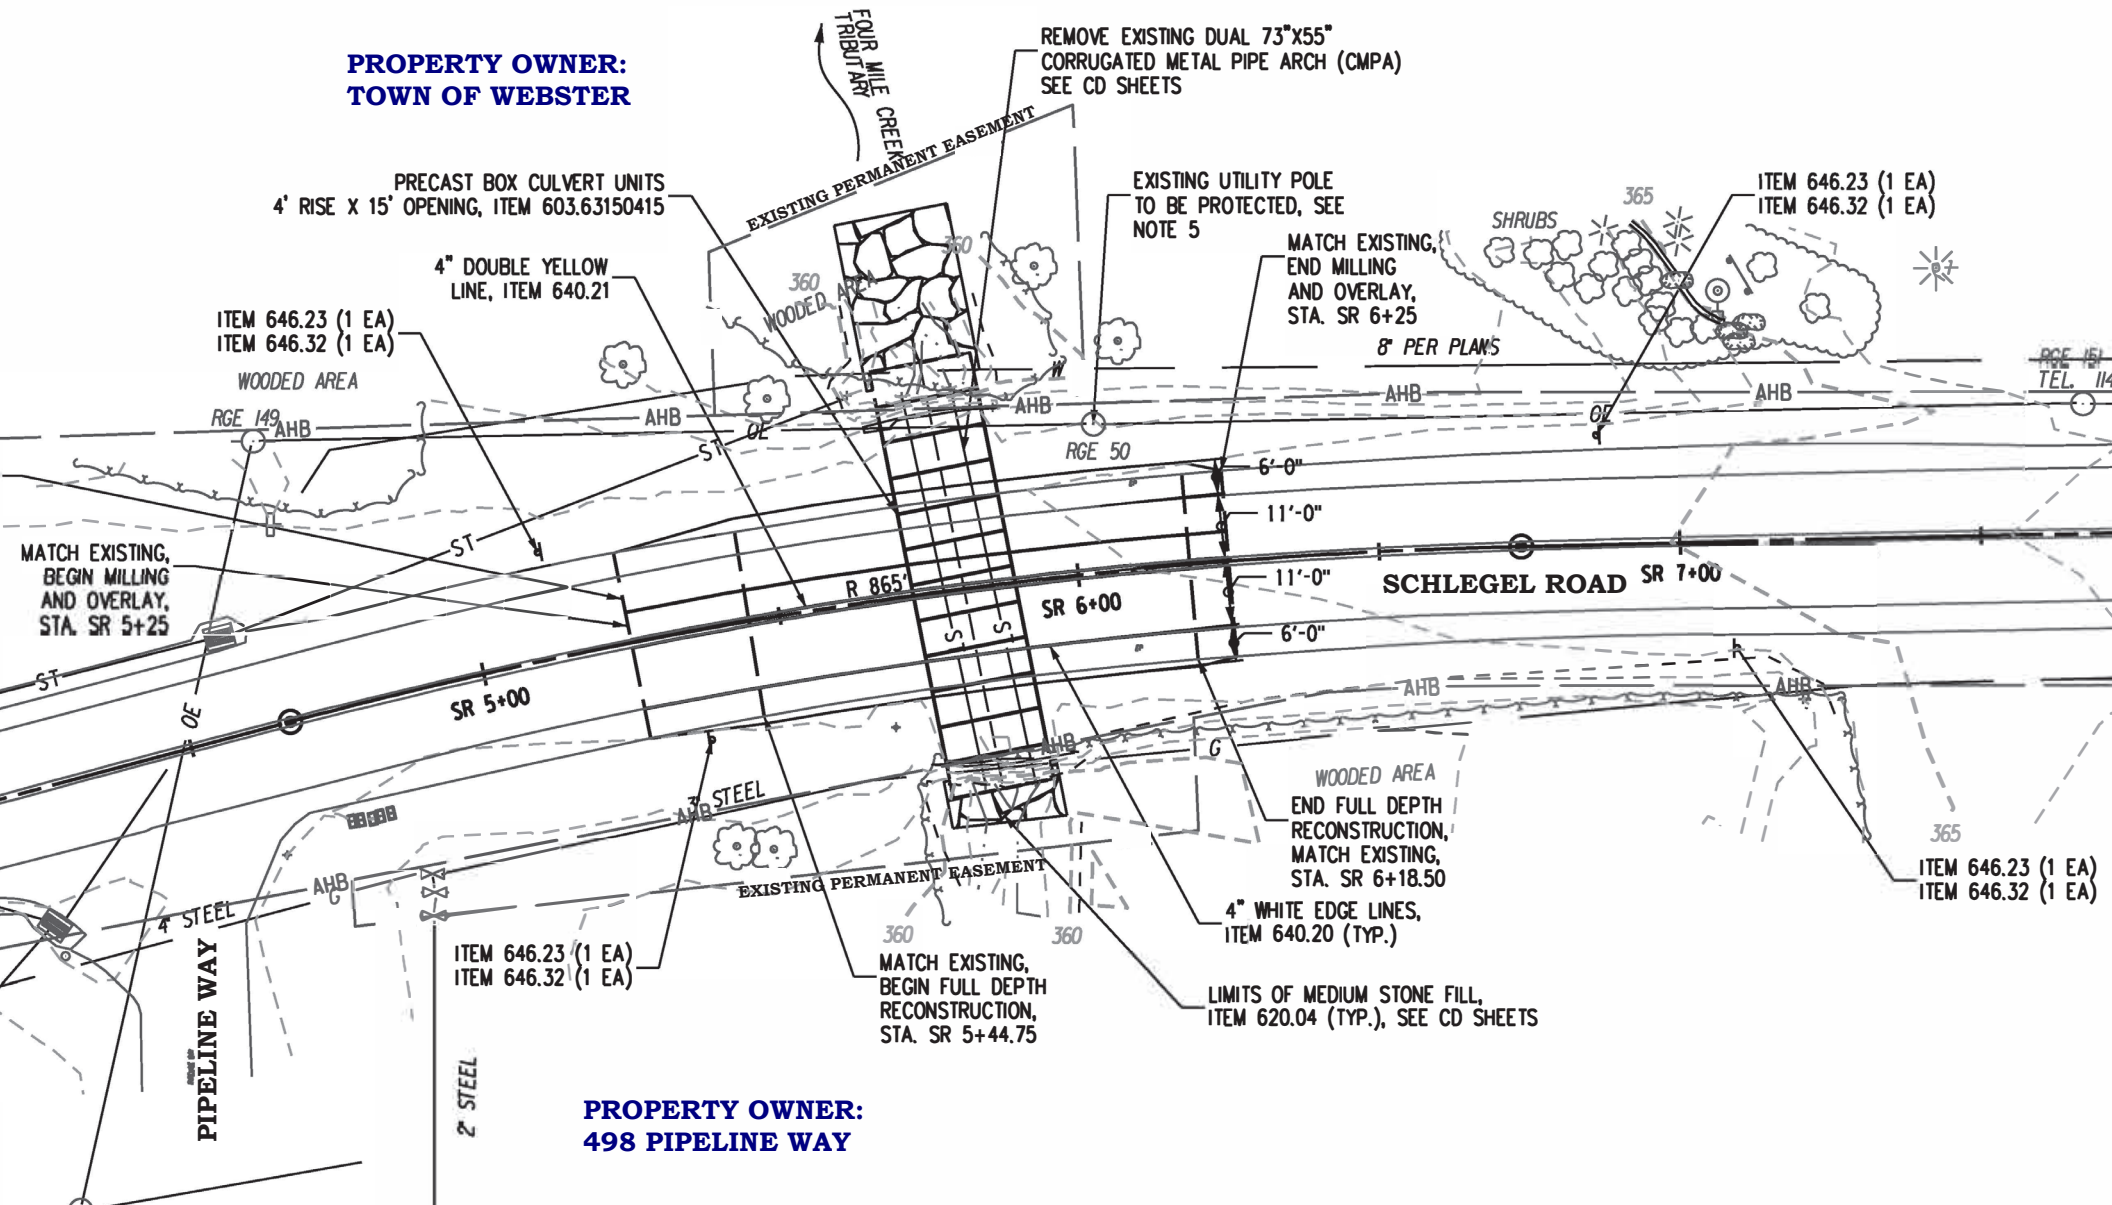 PROPERTY OWNER:
TOWN OF WEBSTER
FOUR MILE CREEK
TRIBUTARY
REMOVE EXISTING DUAL 73"X55"
CORRUGATED METAL PIPE ARCH (CMPA)
SEE CD SHEETS
EXISTING PERMANENT EASEMENT
PRECAST BOX CULVERT UNITS
4' RISE X 15' OPENING, ITEM 603.63150415
EXISTING UTILITY POLE
TO BE PROTECTED, SEE
NOTE 5
ITEM 646.23 (1 EA)
ITEM 646.32 (1 EA)
365
SHRUBS
MATCH EXISTING,
END MILLING
AND OVERLAY,
STA. SR 6+25
4" DOUBLE YELLOW
LINE, ITEM 640.21
360
360
WOODED AREA
ITEM 646.23 (1 EA)
ITEM 646.32 (1 EA)
WOODED AREA
8" PER PLANS
W
RGE 151
TEL. 114
RGE 149
AHB
AHB
AHB
AHB
AHB
OE
OE
ST
RGE 50
6'-0"
11'-0"
11'-0"
6'-0"
ST
MATCH EXISTING,
BEGIN MILLING
AND OVERLAY,
STA. SR 5+25
R 865'
SR 6+00
SCHLEGEL ROAD
SR 7+00
S
S
ST
OE
SR 5+00
AHB
AHB
AHB
G
WOODED AREA
3" STEEL
AHB
END FULL DEPTH
RECONSTRUCTION,
MATCH EXISTING,
STA. SR 6+18.50
365
ITEM 646.23 (1 EA)
ITEM 646.32 (1 EA)
EXISTING PERMANENT EASEMENT
AHB
G
4" STEEL
4" WHITE EDGE LINES,
ITEM 640.20 (TYP.)
360
360
ITEM 646.23 (1 EA)
ITEM 646.32 (1 EA)
MATCH EXISTING,
BEGIN FULL DEPTH
RECONSTRUCTION,
STA. SR 5+44.75
LIMITS OF MEDIUM STONE FILL,
ITEM 620.04 (TYP.), SEE CD SHEETS
PIPELINE WAY
2" STEEL
PROPERTY OWNER:
498 PIPELINE WAY